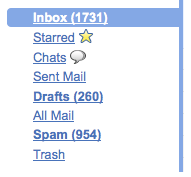 Inbox (1731)
Starred
Chats
Sent Mail
Drafts (260)
All Mail
Spam (954)
Trash